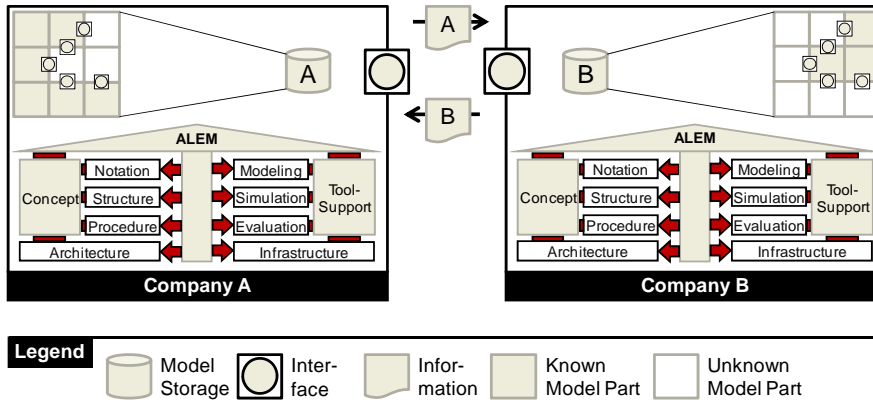 A
A
B
B
ALEM
Notation
Modeling
Concept
Structure
Simulation
Tool-
Support
Procedure
Evaluation
Architecture
Infrastructure
Company A
ALEM
Notation
Modeling
Concept
Structure
Simulation
Tool-
Support
Procedure
Evaluation
Architecture
Infrastructure
Company B
Legend
Model
Storage
Inter-
face
Infor-
mation
Known
Model Part
Unknown
Model Part